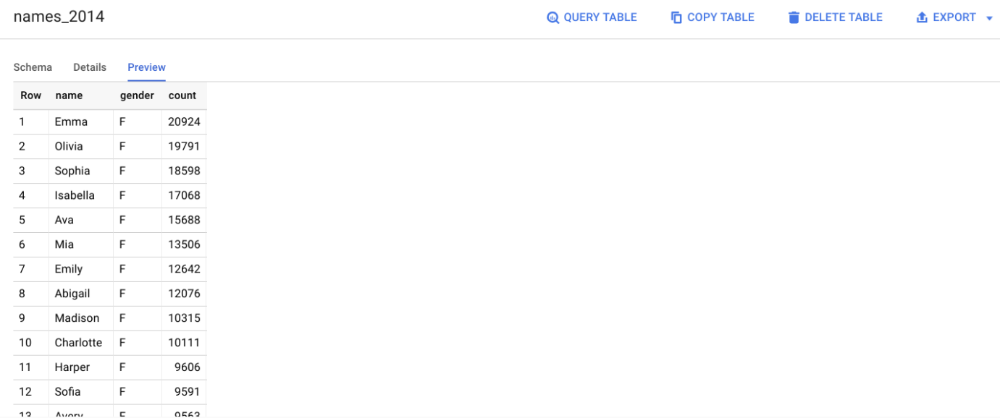 names_2014 QUERY TABLE COPY TABLE DELETE TABLE EXPORT
Schema Details Preview
Row name gender count
1 Emma F 20924
2 Olivia F 19791
3 Sophia F 18598
4 Isabella F 17068
5 Ava F 15688
6 Mia F 13506
7 Emily F 12642
8 Abigail F 12076
9 Madison F 10315
10 Charlotte F 10111
11 Harper F 9606
12 Sofia F 9591
13 Avery F 9563